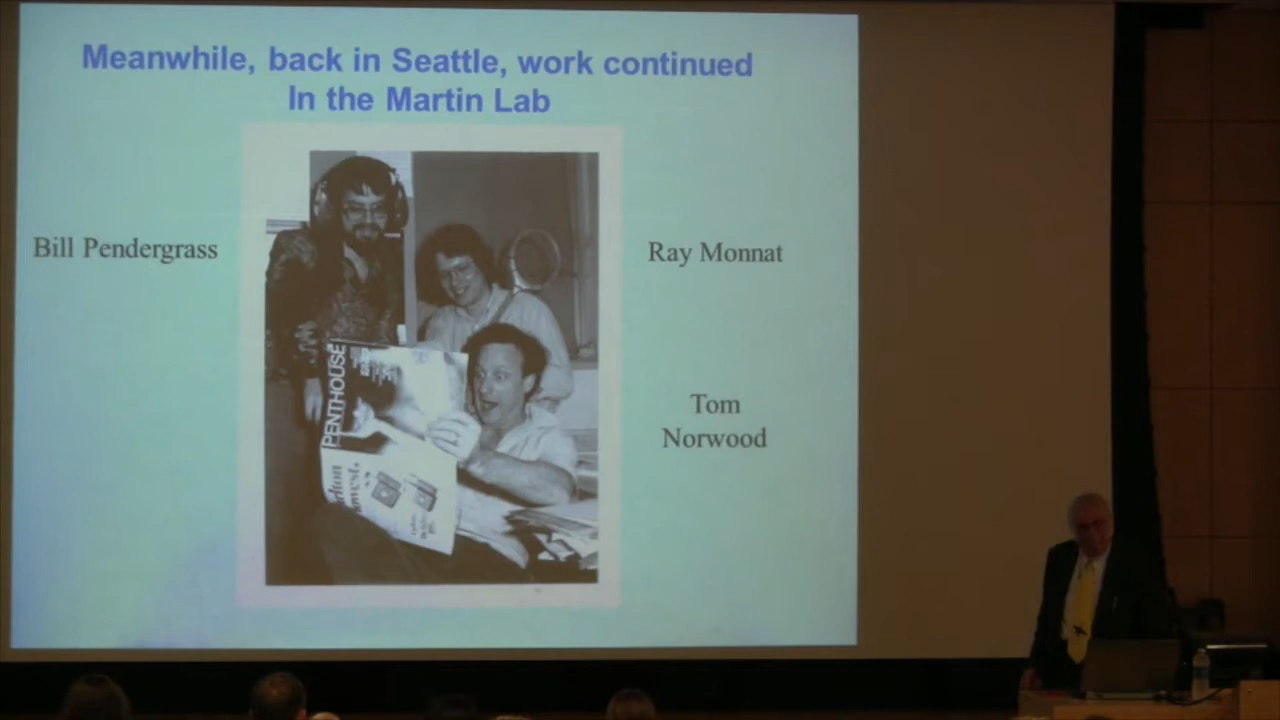 Meanwhile, back in Seattle, work continued
In the Martin Lab
Bill Pendergrass
Ray Monnat
PENTHOUSE
Tom
Norwood